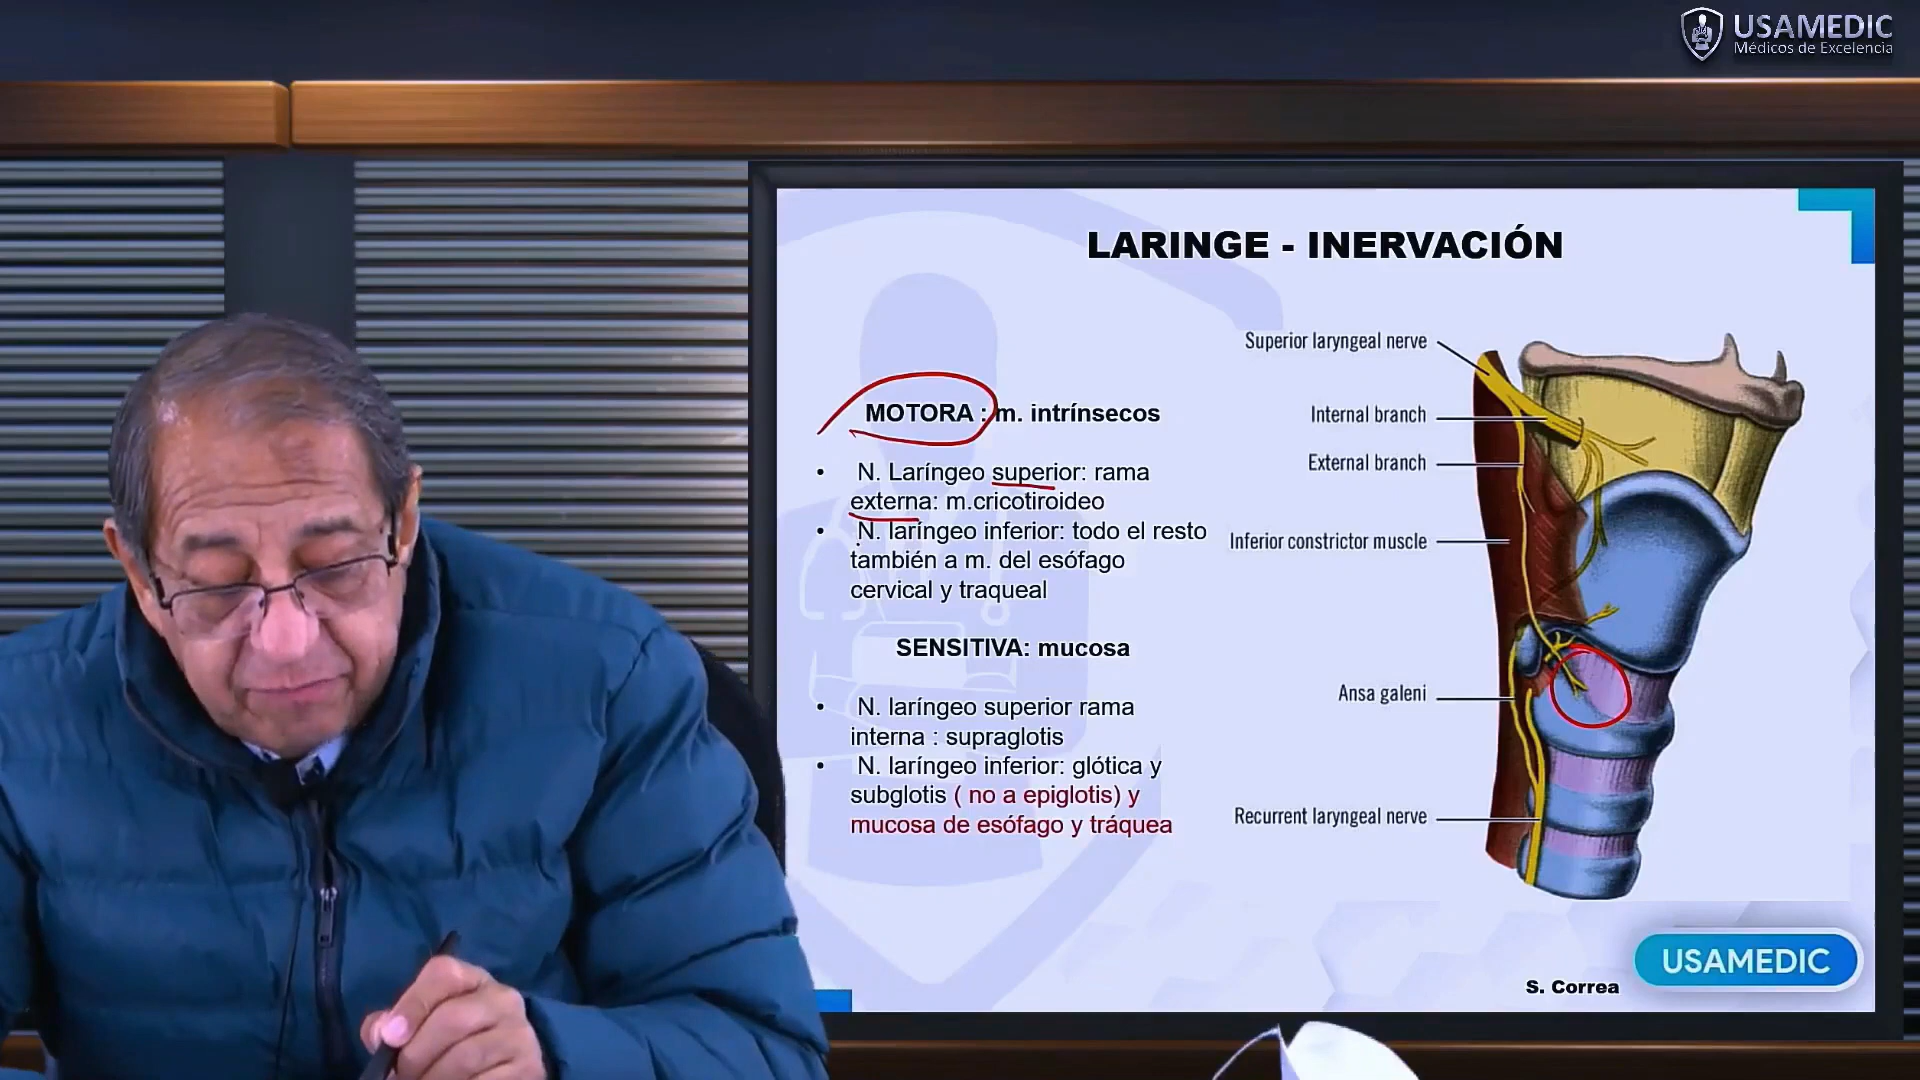 USAMEDIC
Médicos de Excelencia
LARINGE - INERVACIÓN
MOTORA : m. intrínsecos
• N. Laríngeo superior: rama
externa: m.cricotiroideo
• N. laríngeo inferior: todo el resto
también a m. del esófago
cervical y traqueal
SENSITIVA: mucosa
• N. laríngeo superior rama
interna : supraglotis
• N. laríngeo inferior: glótica y
subglotis ( no a epiglotis) y
mucosa de esófago y tráquea
Superior laryngeal nerve
Internal branch
External branch
Inferior constrictor muscle
Ansa galeni
Recurrent laryngeal nerve
USAMEDIC
S. Correa